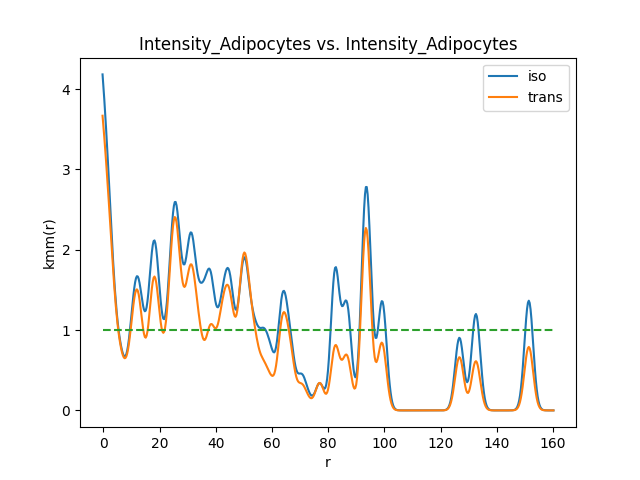 Intensity_Adipocytes vs. Intensity_Adipocytes
iso
trans
kmm(r)
4
3
2
1
0
0 20 40 60 80 100 120 140 160
r